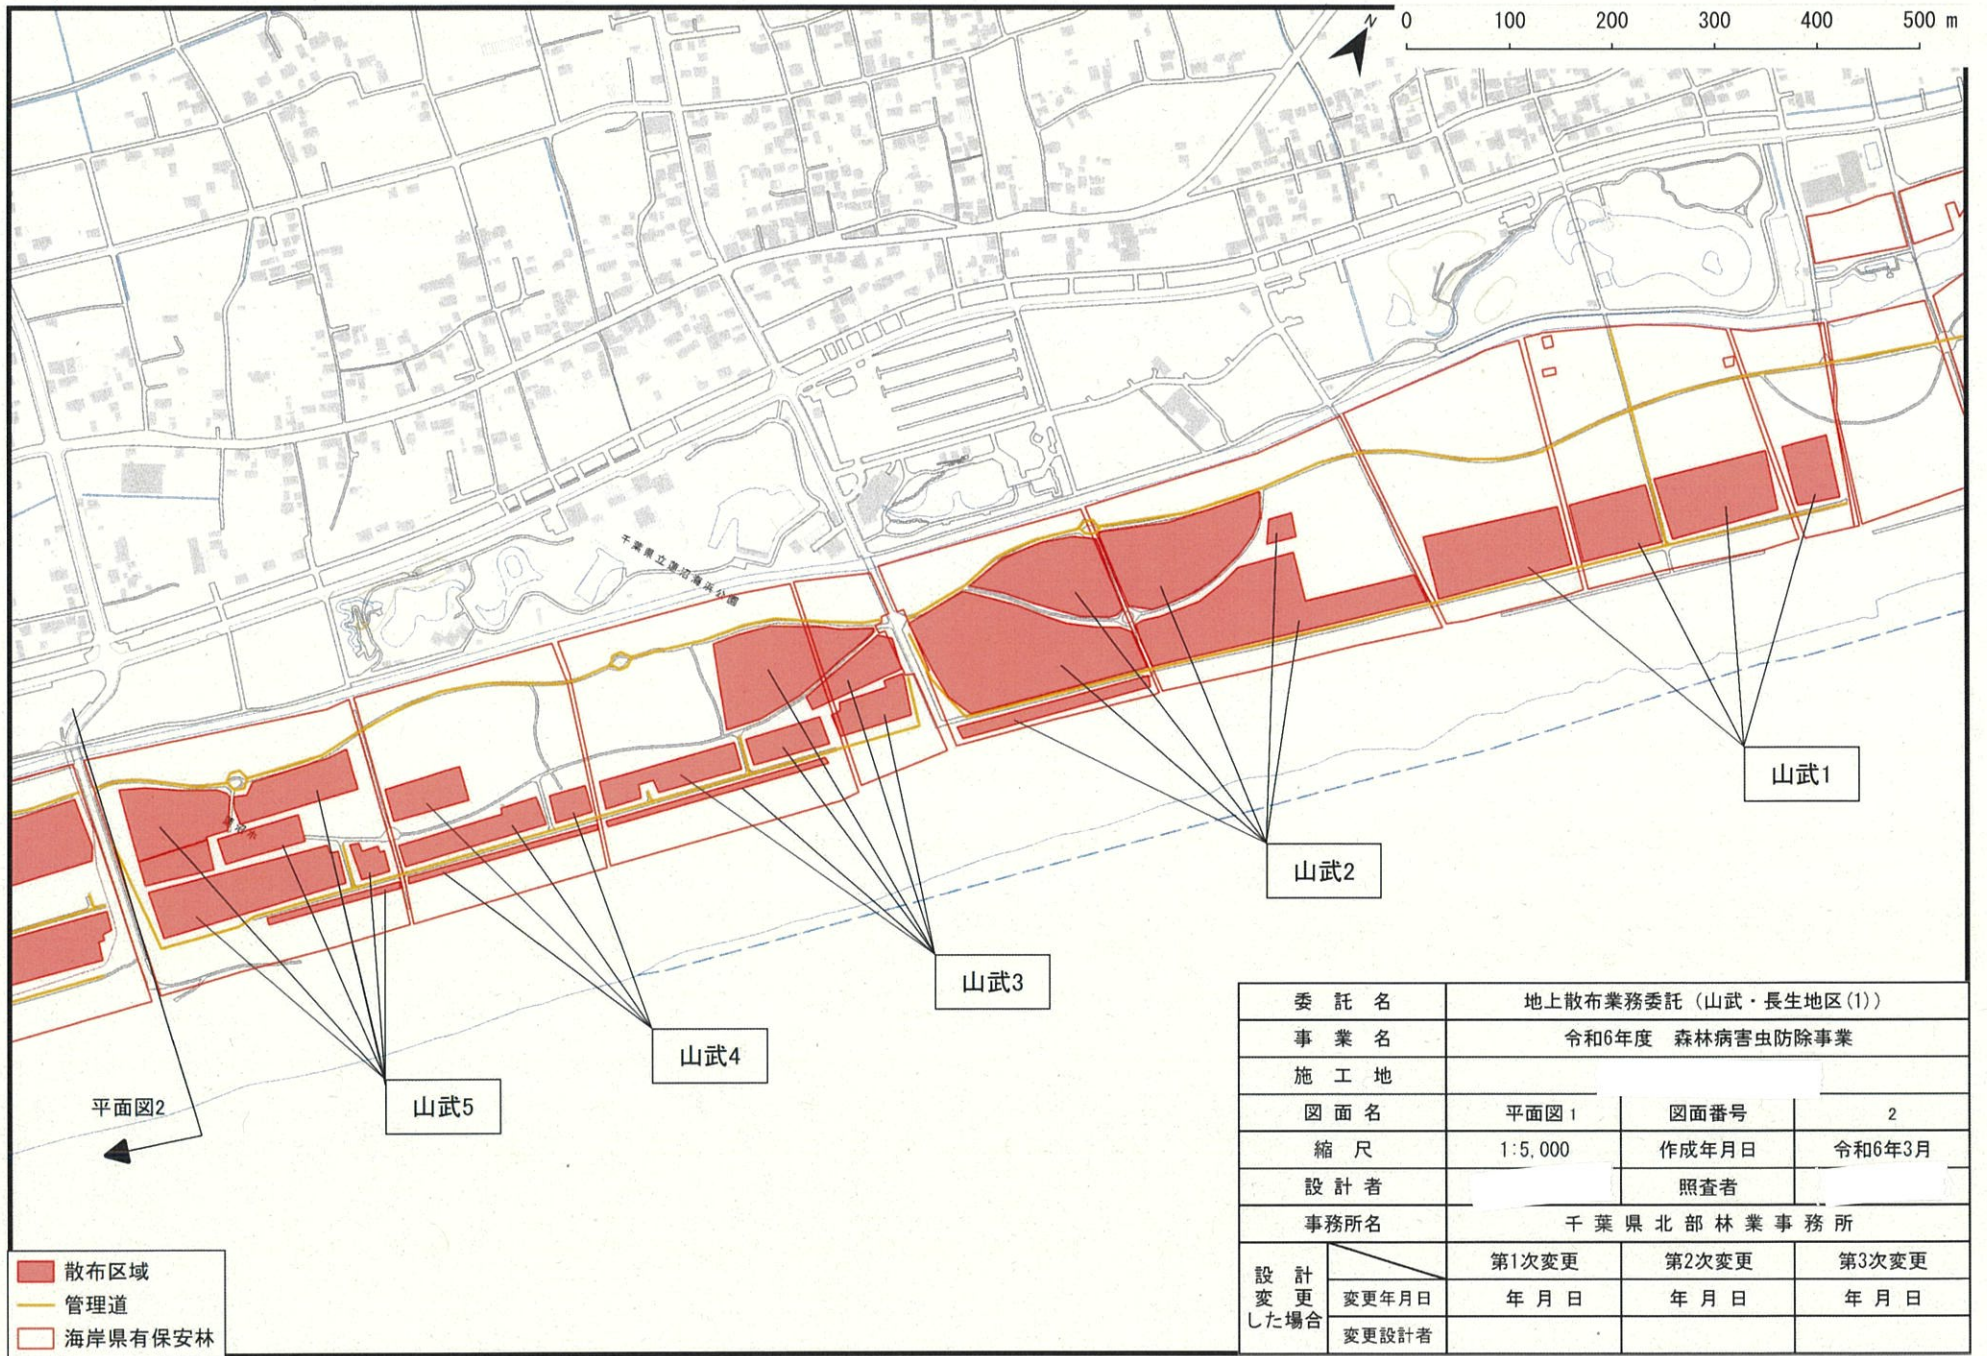 N
0 100 200 300 400 500 m
千葉県立蓮沼海浜公園
山武1
山武2
山武3
山武4
山武5
平面図2
委託名 地上散布業務委託（山武・長生地区(1)）
事業名 令和6年度 森林病害虫防除事業
施工地
図面名 平面図1 図面番号 2
縮尺 1:5,000 作成年月日 令和6年3月
設計者 照査者
事務所名 千葉県北部林業事務所
設計変更した場合 第1次変更 第2次変更 第3次変更
変更年月日 年月日 年月日 年月日
変更設計者
散布区域
管理道
海岸県有保安林